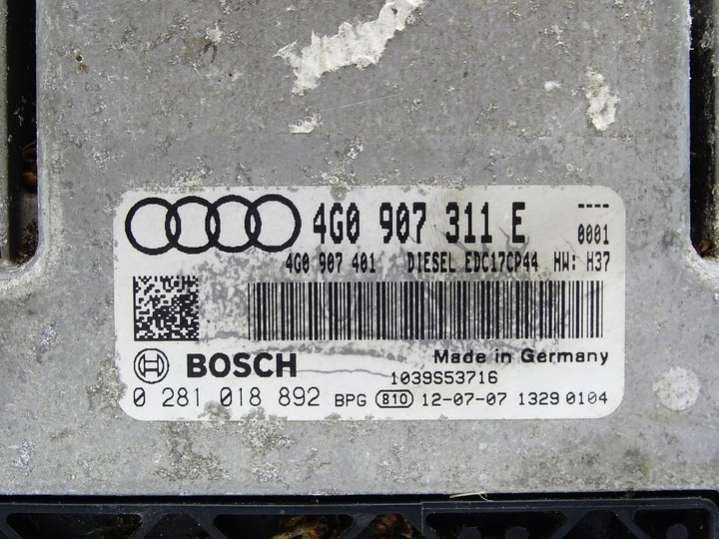 4G0 907 311 E ----
0001
4G0 907 401 DIESEL EDC17CP44 HW: H37
BOSCH Made in Germany
1039S53716
0 281 018 892 BPG 810 12-07-07 1329 0104